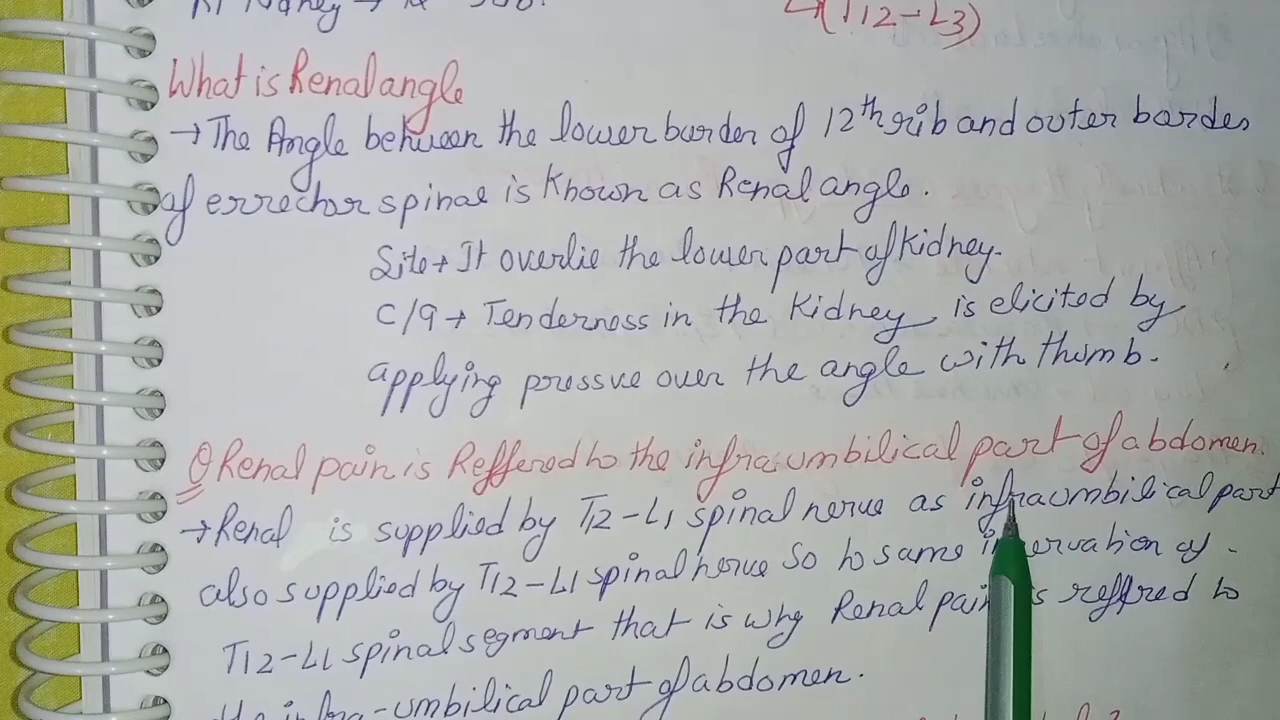 (T12-L3)
What is Renal angle
→ The Angle between the lower burder of 12th rib and outer border
of errector spinae is known as Renal angle.
Site → It overlie the lower part of kidney.
C/9 → Tenderness in the kidney is elicited by
applying pressue over the angle with thumb.
Q Renal pain is Reffered to the infraumbilical part of abdomen.
→ Renal is supplied by T12-L1 spinal nerve as infraumbilical part
also supplied by T12-L1 spinal nerve so to same innervation of
T12-L1 spinal segment that is why Renal pain is reffred to
the infra-umbilical part of abdomen.